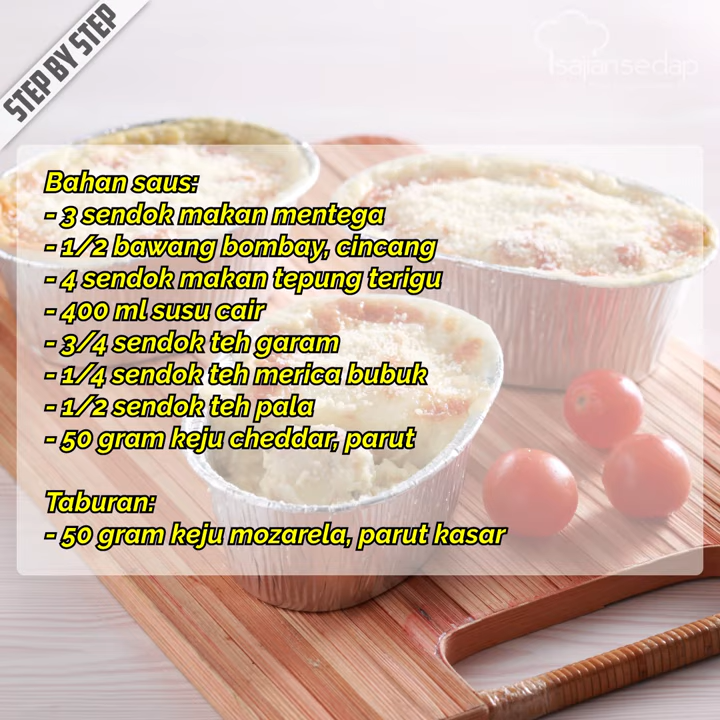 STEP BY STEP
sajiansedap
Bahan saus:
- 3 sendok makan mentega
- 1/2 bawang bombay, cincang
- 4 sendok makan tepung terigu
- 400 ml susu cair
- 3/4 sendok teh garam
- 1/4 sendok teh merica bubuk
- 1/2 sendok teh pala
- 50 gram keju cheddar, parut
Taburan:
- 50 gram keju mozarela, parut kasar